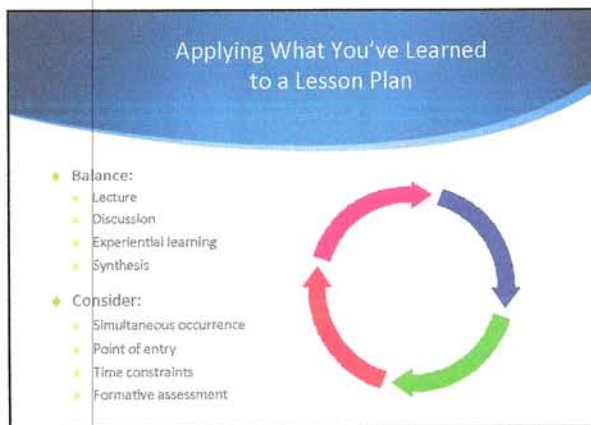 Applying What You've Learned
to a Lesson Plan
Balance:
Lecture
Discussion
Experiential learning
Synthesis
Consider:
Simultaneous occurrence
Point of entry
Time constraints
Formative assessment